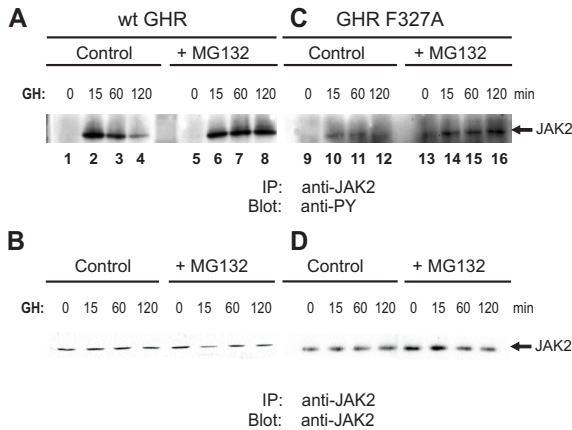 A wt GHR C GHR F327A
Control + MG132 Control + MG132
GH: 0 15 60 120 0 15 60 120 0 15 60 120 0 15 60 120 min
JAK2
1 2 3 4 5 6 7 8 9 10 11 12 13 14 15 16
IP: anti-JAK2
Blot: anti-PY
B D
Control + MG132 Control + MG132
GH: 0 15 60 120 0 15 60 120 0 15 60 120 0 15 60 120 min
JAK2
IP: anti-JAK2
Blot: anti-JAK2